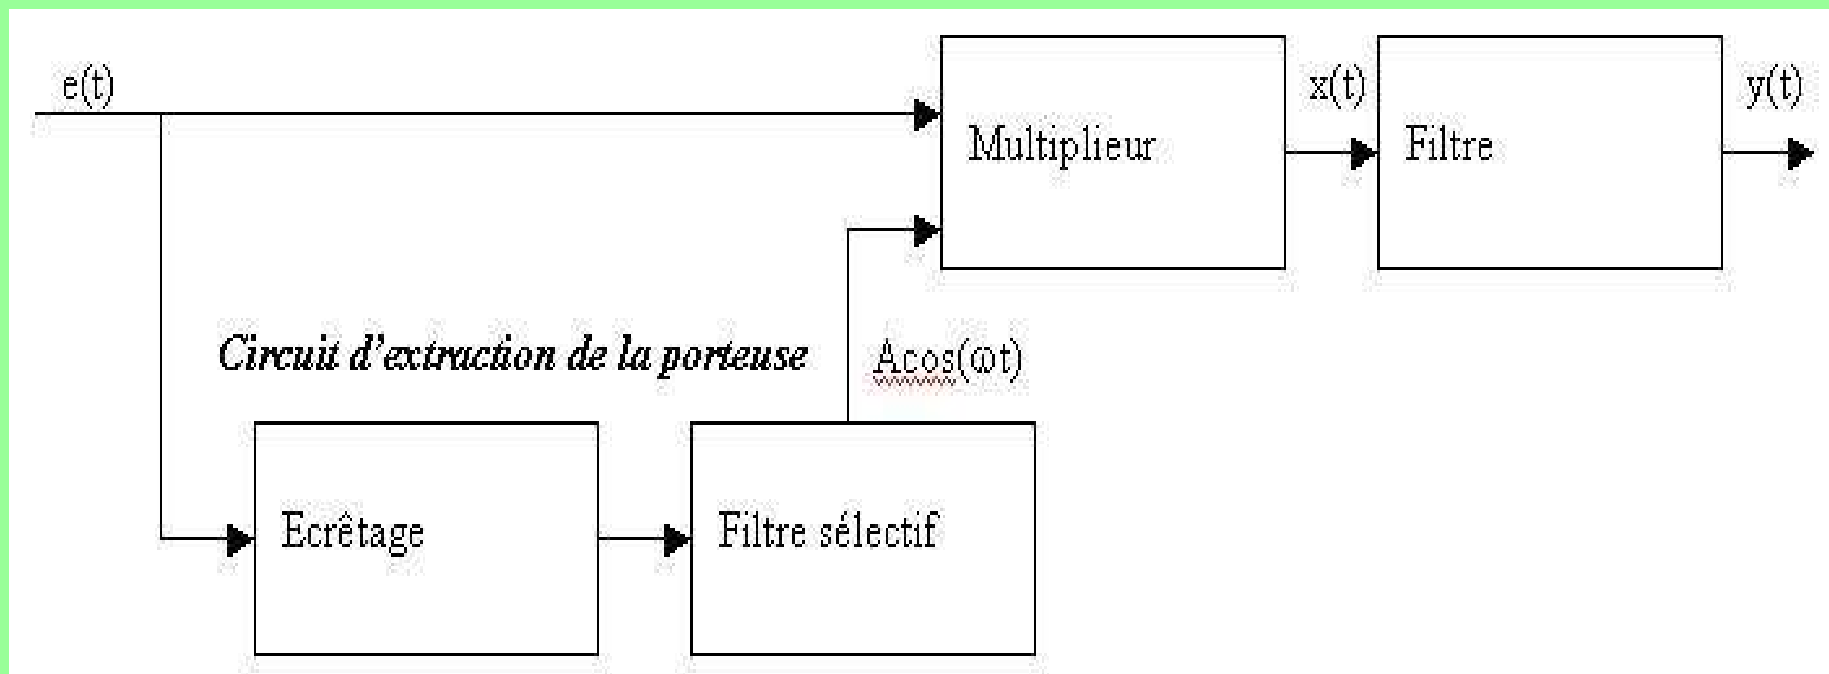 e(t)
x(t)
y(t)
Multiplieur
Filtre
Circuit d'extraction de la porteuse
Acos(ωt)
Ecrêtage
Filtre sélectif